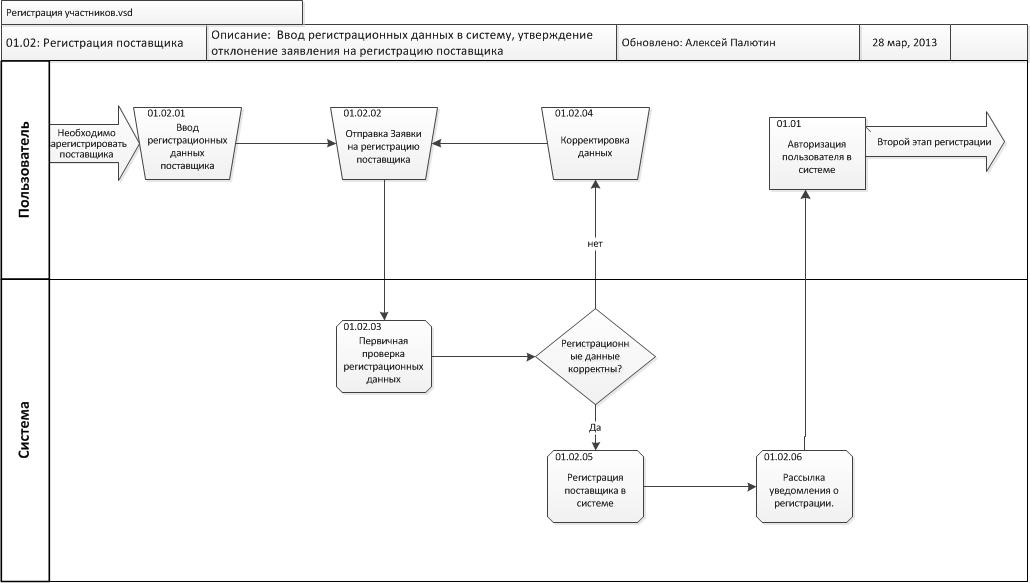 Регистрация участников.vsd
01.02: Регистрация поставщика
Описание: Ввод регистрационных данных в систему, утверждение
отклонение заявления на регистрацию поставщика
Обновлено: Алексей Палютин
28 мар, 2013
Пользователь
Необходимо
арегистрировать
поставщика
01.02.01
Ввод
регистрационных
данных
поставщика
01.02.02
Отправка Заявки
на регистрацию
поставщика
01.02.04
Корректировка
данных
01.01
Авторизация
пользователя в
системе
Второй этап регистрации
нет
Система
01.02.03
Первичная
проверка
регистрационных
данных
Регистрационн
ые данные
корректны?
Да
01.02.05
Регистрация
поставщика в
системе
01.02.06
Рассылка
уведомления о
регистрации.